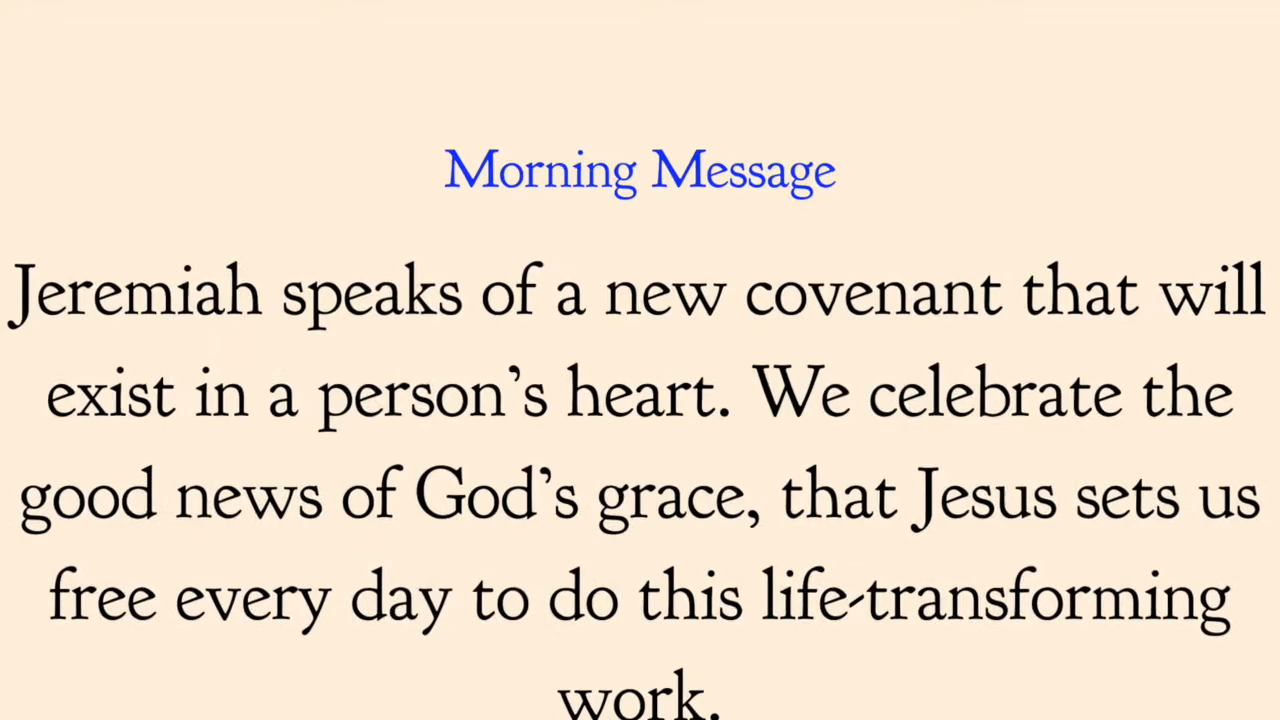 Morning Message
Jeremiah speaks of a new covenant that will
exist in a person’s heart. We celebrate the
good news of God’s grace, that Jesus sets us
free every day to do this life-transforming
work.